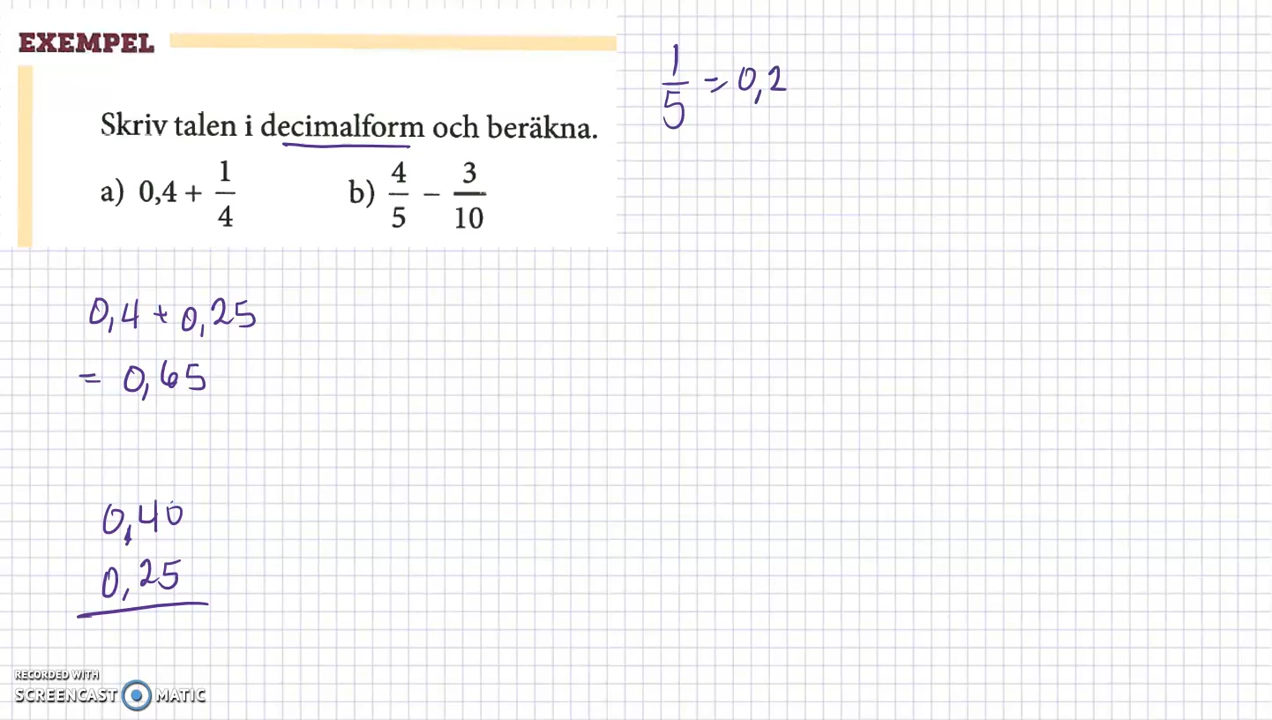 EXEMPEL
Skriv talen i decimalform och beräkna.
a) 0,4 + 1/4 b) 4/5 − 3/10
1/5 = 0,2
0,4 + 0,25
= 0,65
0,40
0,25
RECORDED WITH
SCREENCAST MATIC